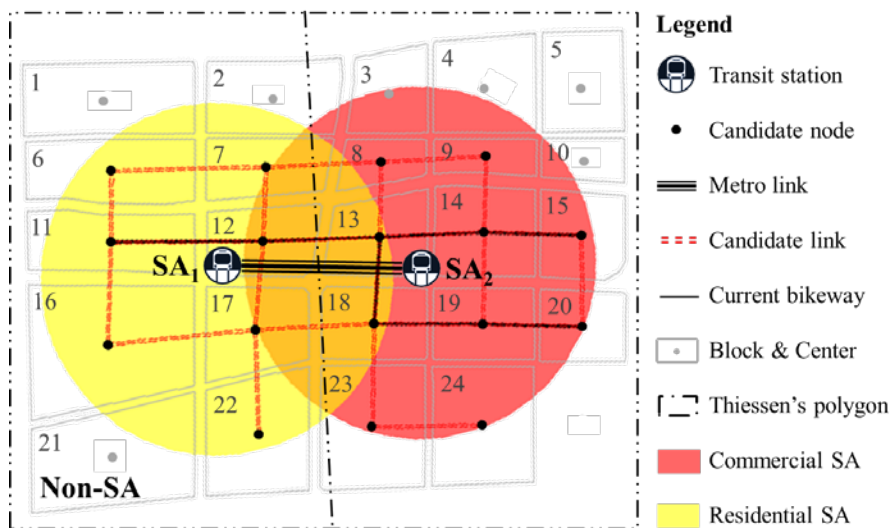 1
2
3
4
5
6
7
8
9
10
11
12
13
14
15
SA1
SA2
16
17
18
19
20
21
22
23
24
Non-SA
Legend
Transit station
Candidate node
Metro link
Candidate link
Current bikeway
Block & Center
Thiessen's polygon
Commercial SA
Residential SA